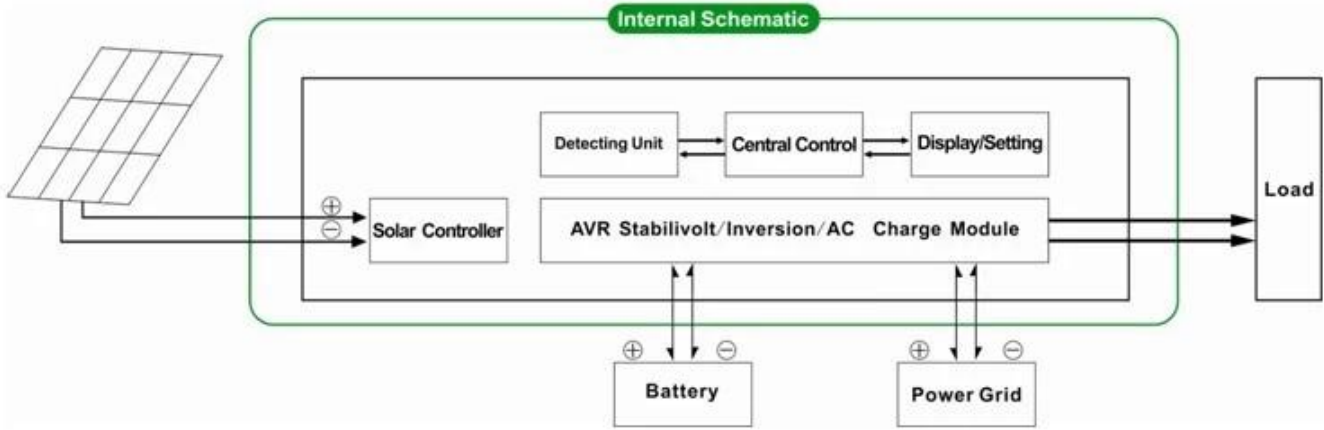 Internal Schematic
Detecting Unit
Central Control
Display/Setting
Load
⊕
⊖
Solar Controller
AVR Stabilivolt/Inversion/AC Charge Module
⊕ ⊖
⊕ ⊖
Battery
Power Grid